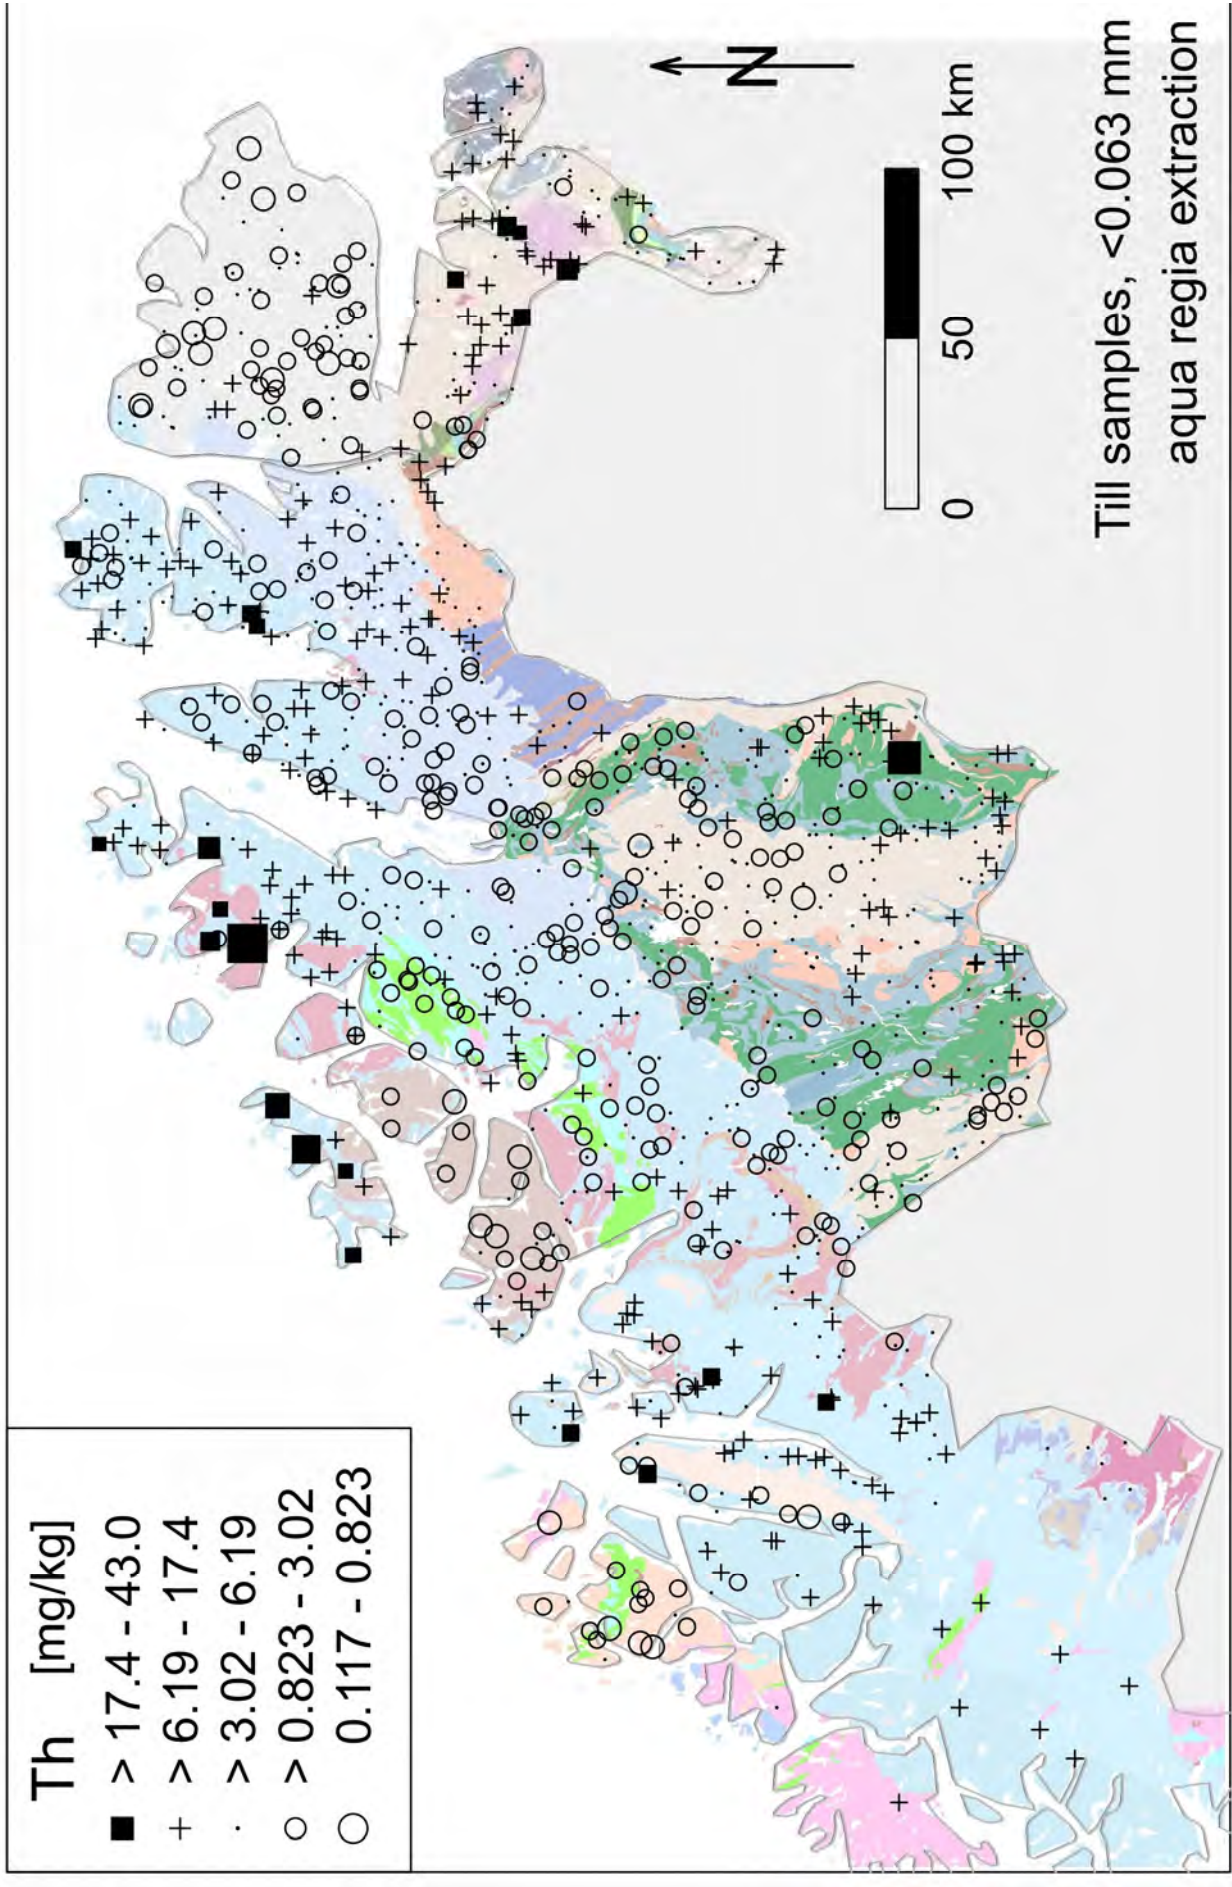 Th [mg/kg]
> 17.4 - 43.0
> 6.19 - 17.4
> 3.02 - 6.19
> 0.823 - 3.02
0.117 - 0.823
N
0 50 100 km
Till samples, <0.063 mm
aqua regia extraction